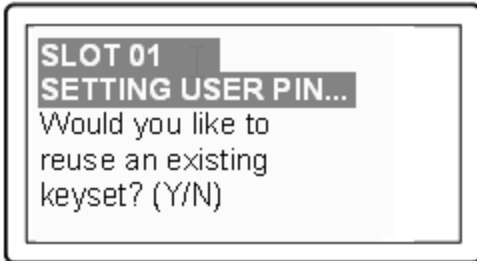 SLOT 01
SETTING USER PIN...
Would you like to
reuse an existing
keyset? (Y/N)